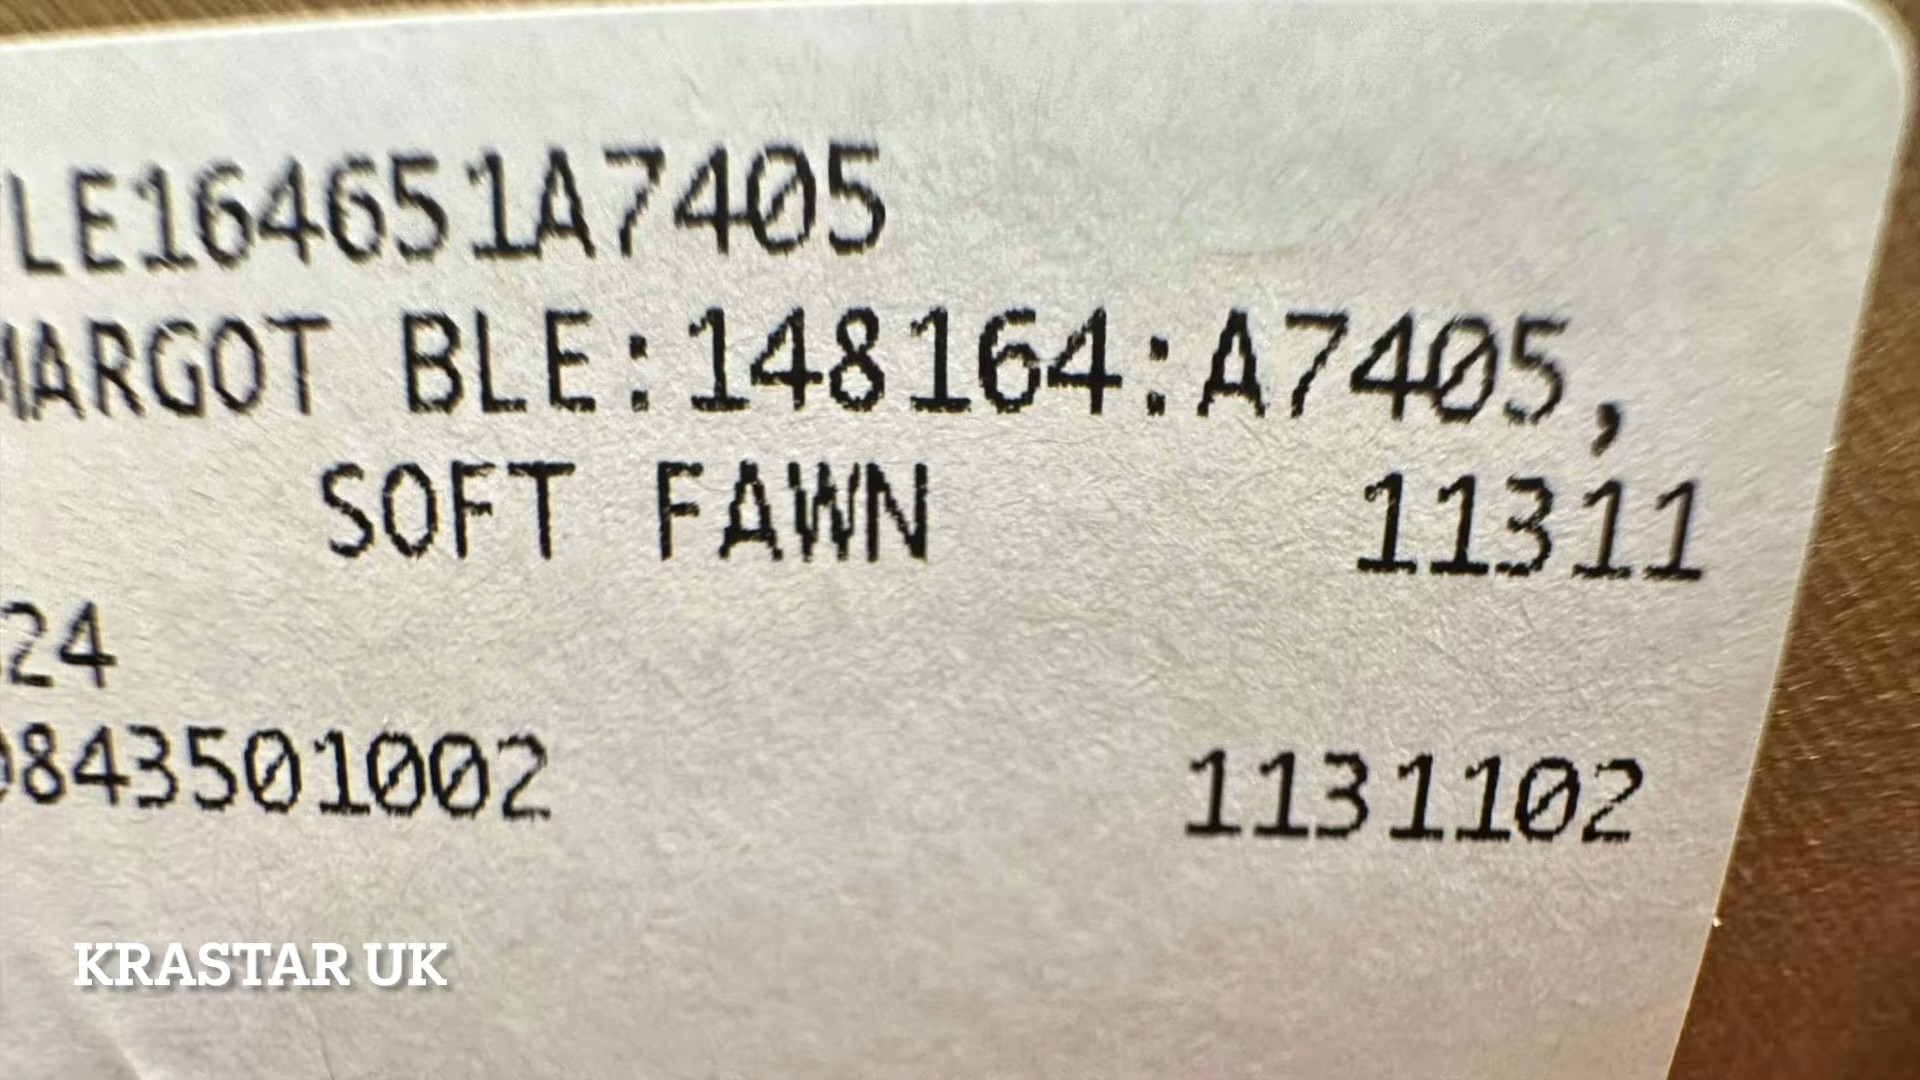 LE164651A7405
MARGOT BLE:148164:A7405,
SOFT FAWN 11311
24
0843501002 1131102
KRASTAR UK